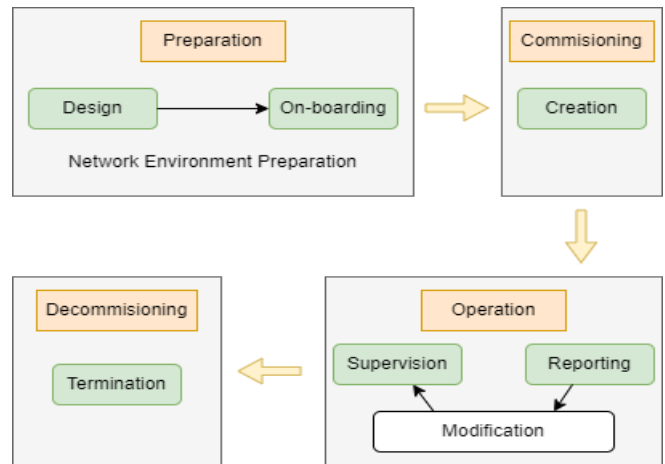 Preparation
Design
On-boarding
Network Environment Preparation
Commisioning
Creation
Decommisioning
Termination
Operation
Supervision
Reporting
Modification